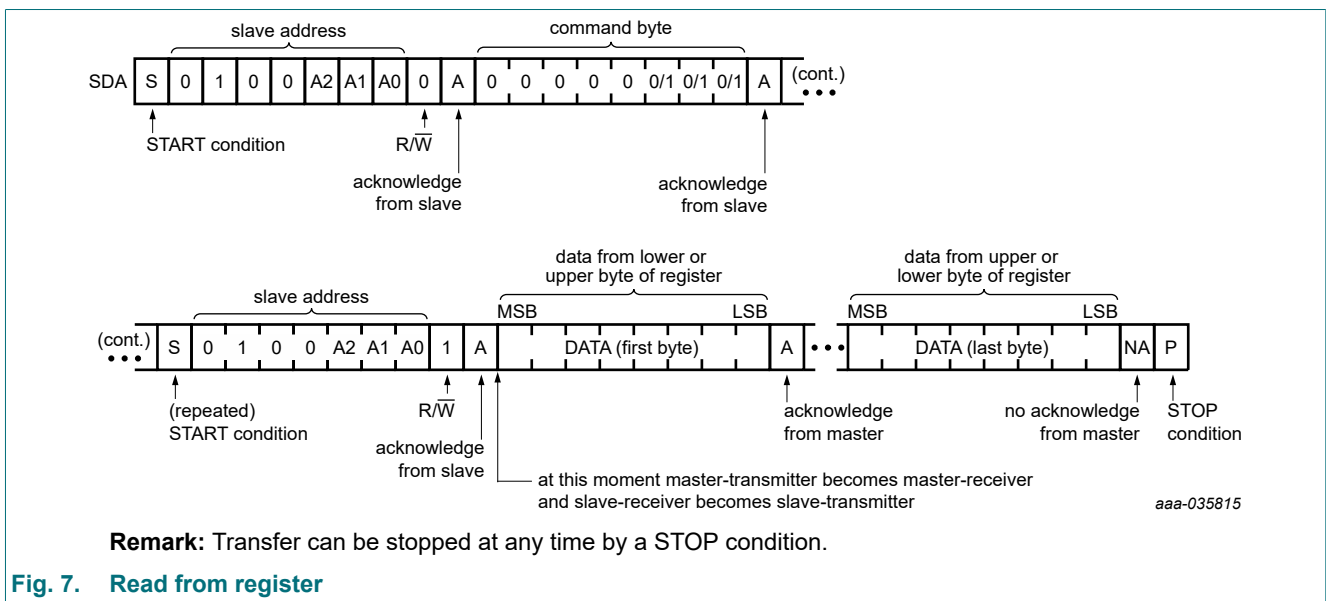 slave address command byte
SDA S 0 1 0 0 A2 A1 A0 0 A 0 0 0 0 0 0/1 0/1 0/1 A (cont.)
START condition R/W̅
acknowledge from slave
acknowledge from slave
data from lower or upper byte of register
data from upper or lower byte of register
slave address
MSB LSB MSB LSB
(cont.) S 0 1 0 0 A2 A1 A0 1 A DATA (first byte) A DATA (last byte) NA P
(repeated) START condition
R/W̅
acknowledge from slave
acknowledge from master
no acknowledge from master
STOP condition
at this moment master-transmitter becomes master-receiver
and slave-receiver becomes slave-transmitter
aaa-035815
Remark: Transfer can be stopped at any time by a STOP condition.
Fig. 7. Read from register